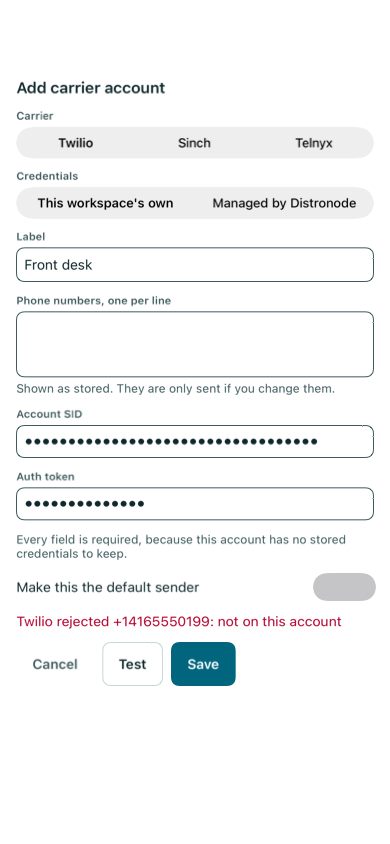 Add carrier account
Carrier
Twilio Sinch Telnyx
Credentials
This workspace's own Managed by Distronode
Label
Front desk
Phone numbers, one per line
Shown as stored. They are only sent if you change them.
Account SID
••••••••••••••••••••••••••••••••••
Auth token
••••••••••••••
Every field is required, because this account has no stored
credentials to keep.
Make this the default sender
Twilio rejected +14165550199: not on this account
Cancel Test Save